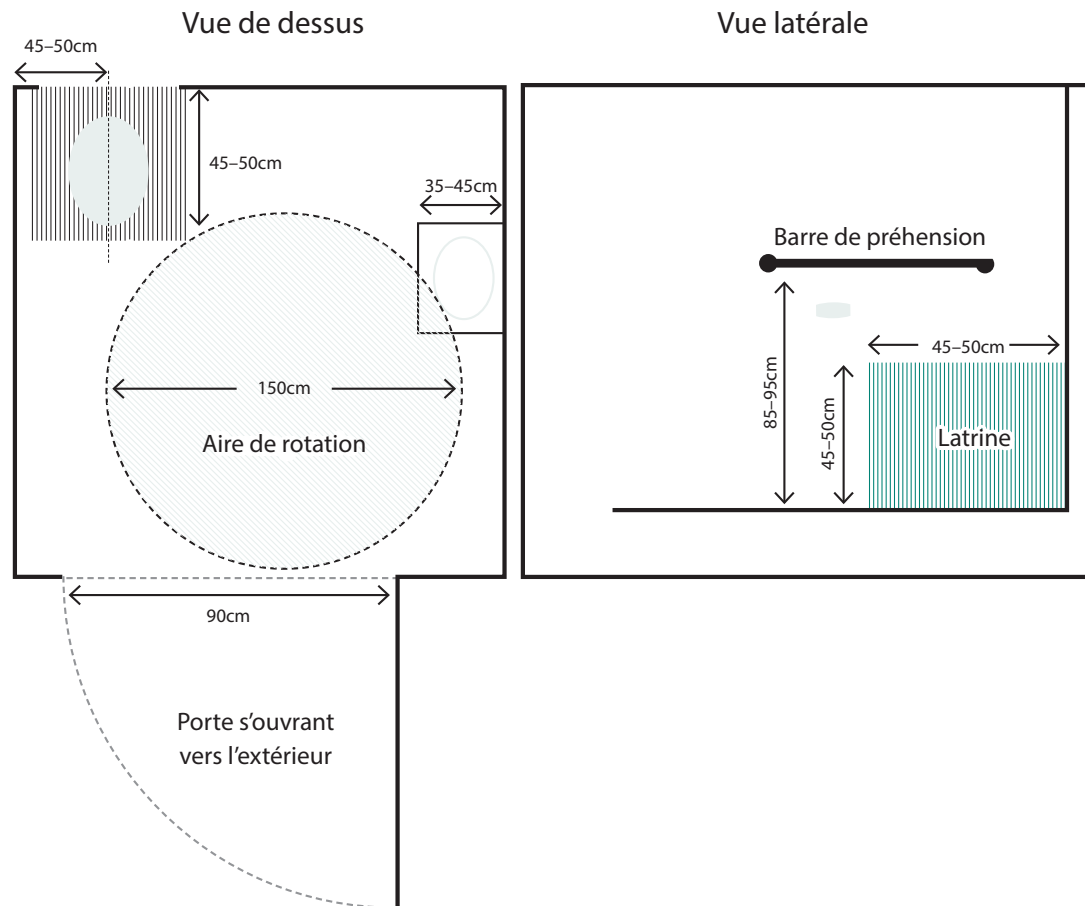 Vue de dessus
45–50cm
45–50cm
35–45cm
150cm
Aire de rotation
90cm
Porte s'ouvrant
vers l'extérieur
Vue latérale
Barre de préhension
85–95cm
45–50cm
45–50cm
Latrine